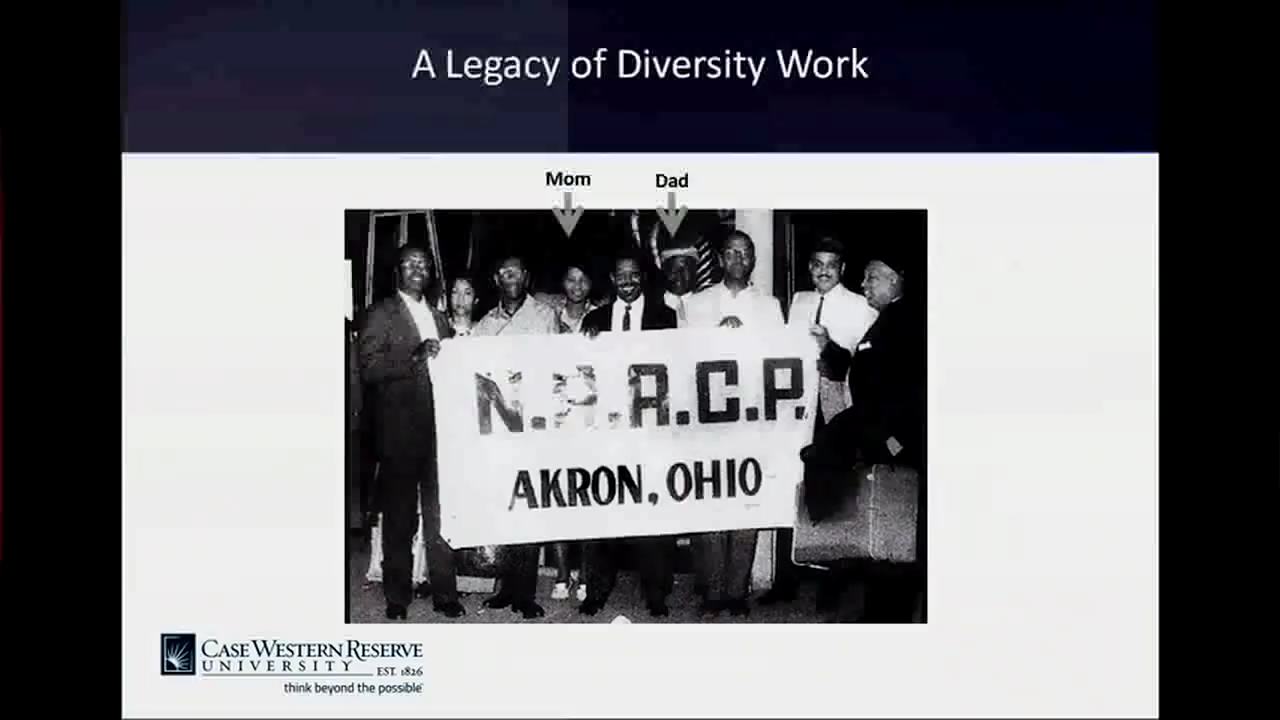 A Legacy of Diversity Work
Mom Dad
N.A.A.C.P.
AKRON, OHIO
CASE WESTERN RESERVE
UNIVERSITY EST. 1826
think beyond the possible